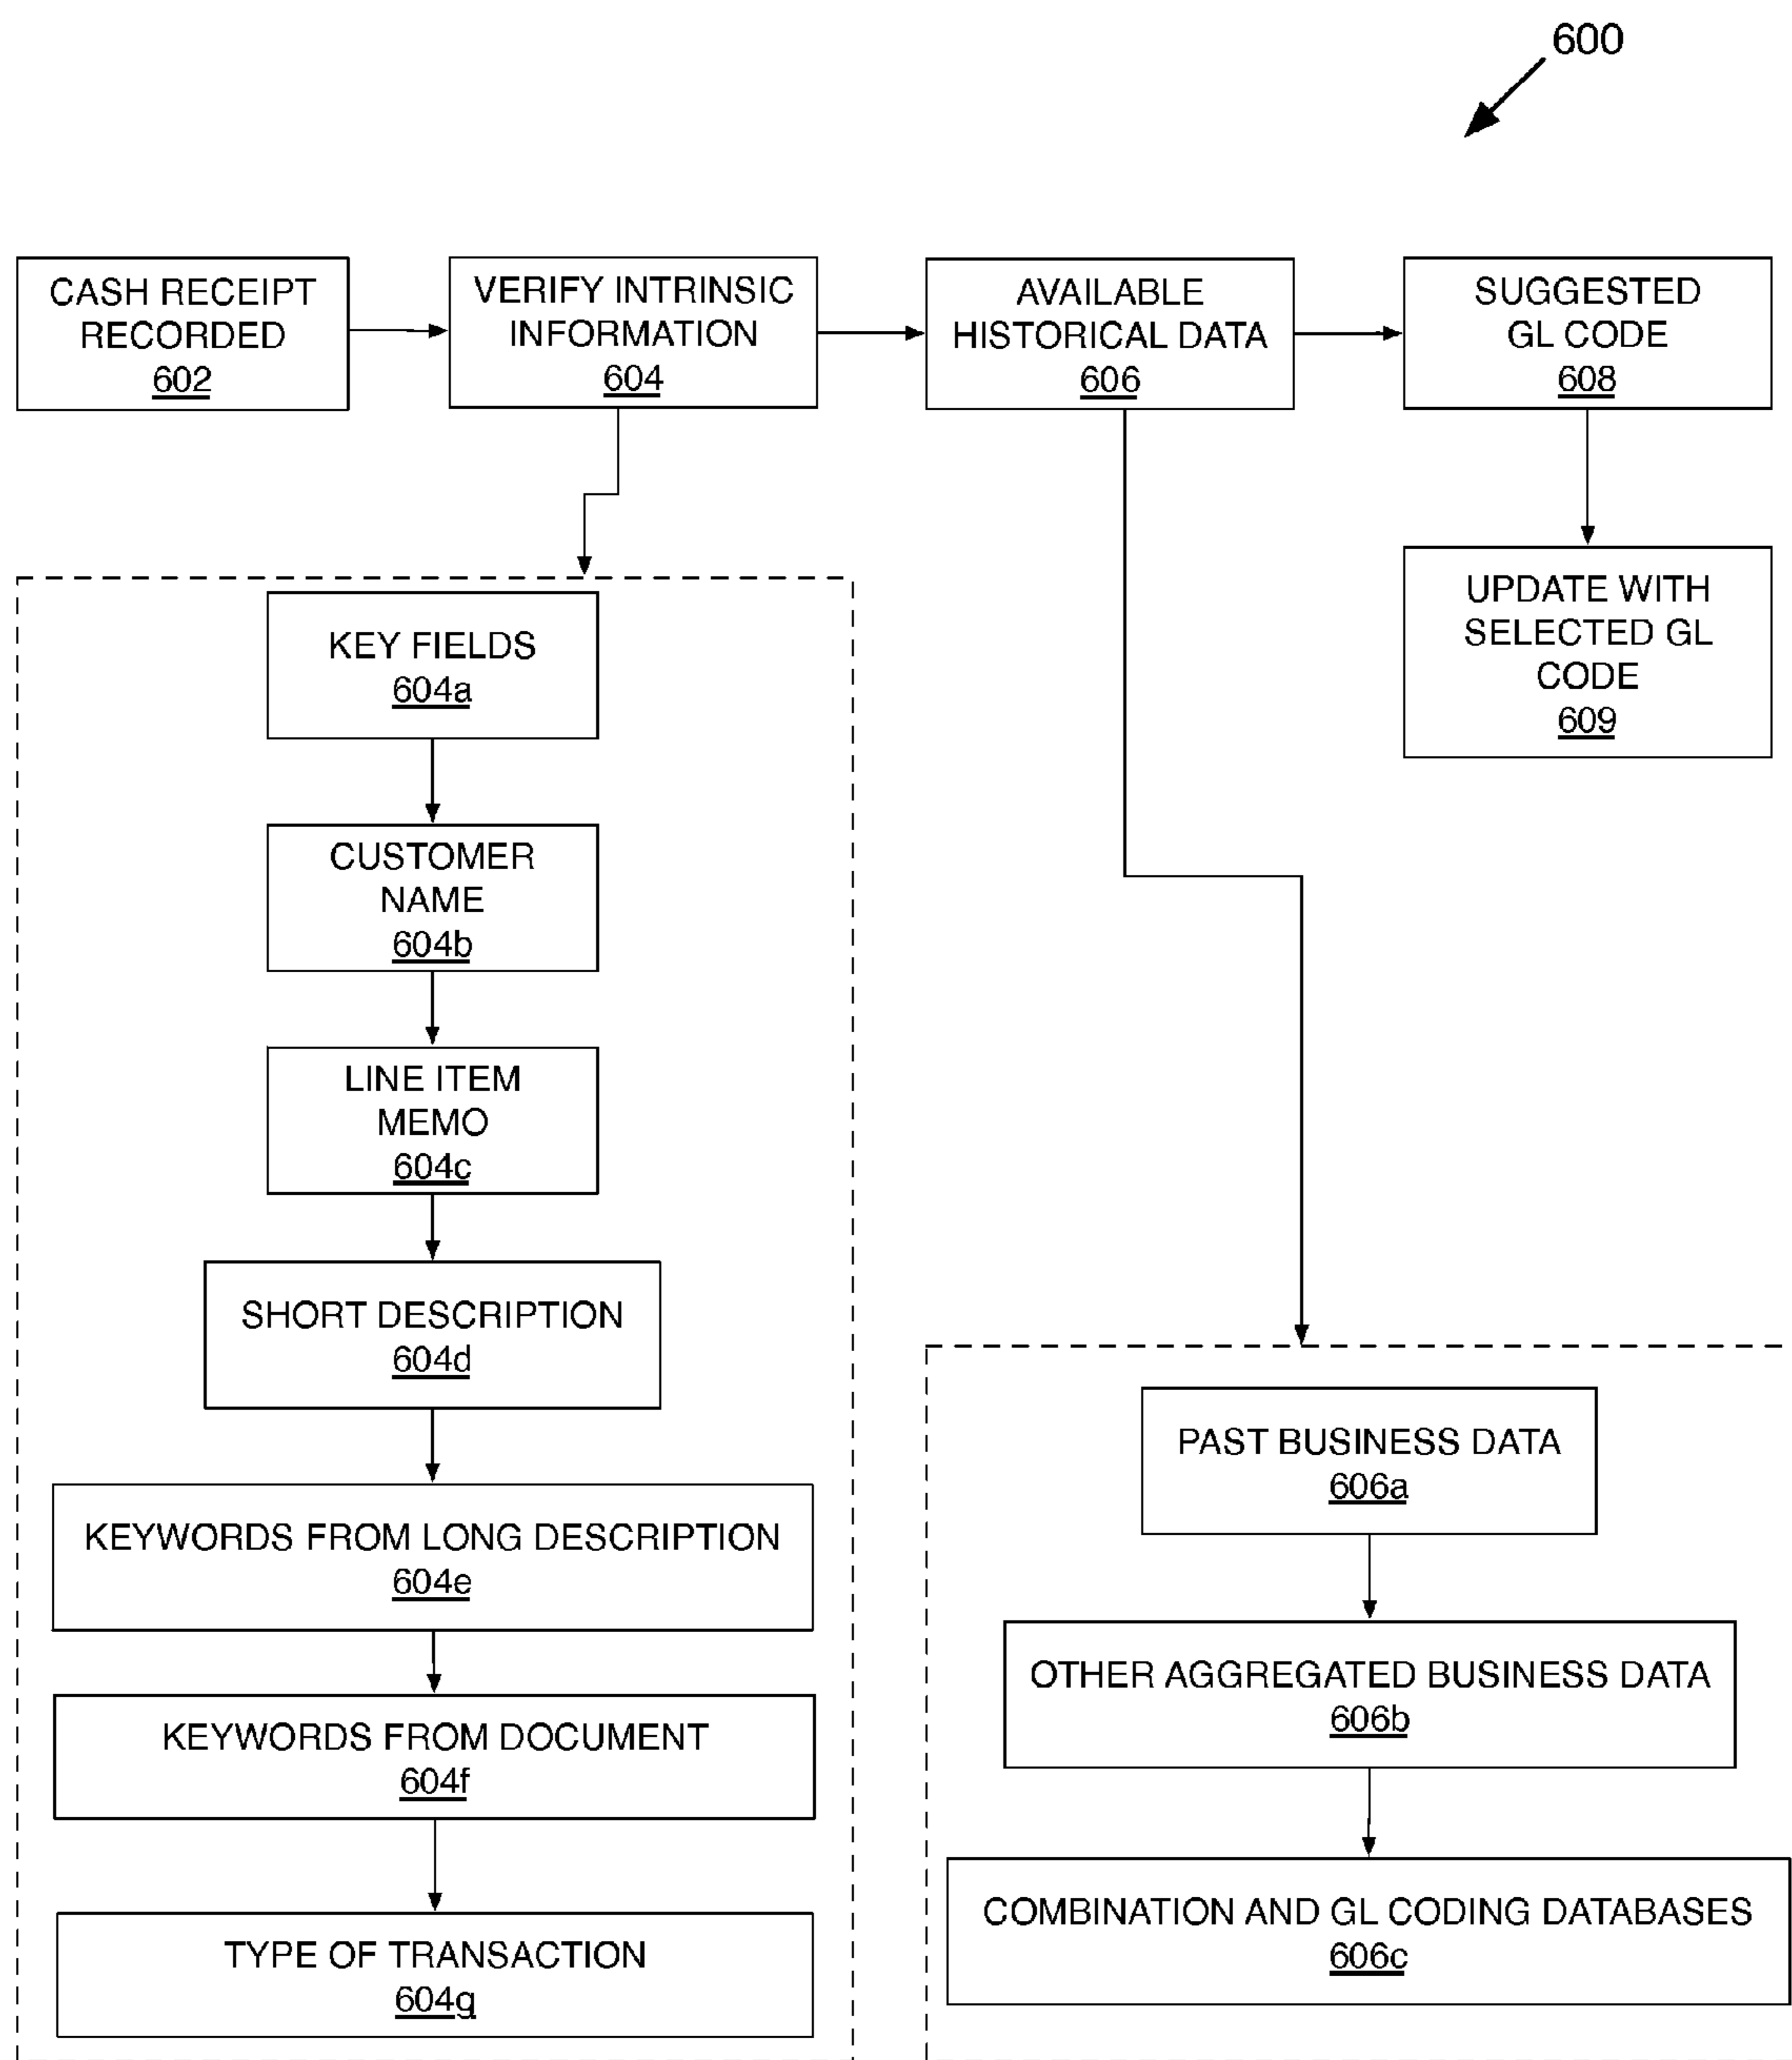 600
CASH RECEIPT
RECORDED
602
VERIFY INTRINSIC
INFORMATION
604
AVAILABLE
HISTORICAL DATA
606
SUGGESTED
GL CODE
608
UPDATE WITH
SELECTED GL
CODE
609
KEY FIELDS
604a
CUSTOMER
NAME
604b
LINE ITEM
MEMO
604c
SHORT DESCRIPTION
604d
KEYWORDS FROM LONG DESCRIPTION
604e
KEYWORDS FROM DOCUMENT
604f
TYPE OF TRANSACTION
604g
PAST BUSINESS DATA
606a
OTHER AGGREGATED BUSINESS DATA
606b
COMBINATION AND GL CODING DATABASES
606c